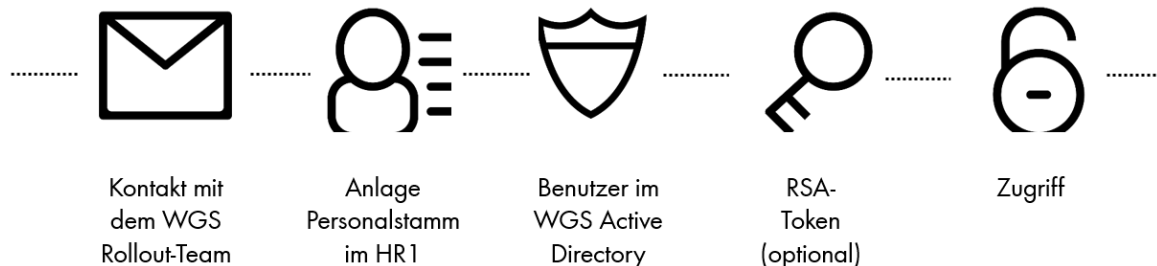 Kontakt mit
dem WGS
Rollout-Team
Anlage
Personalstamm
im HR1
Benutzer im
WGS Active
Directory
RSA-
Token
(optional)
Zugriff